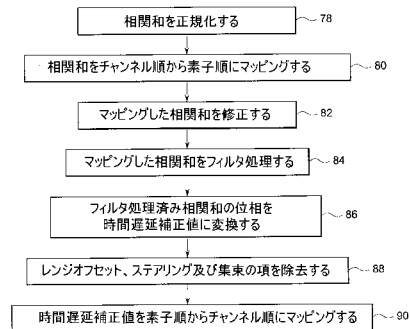 相関和を正規化する
78
相関和をチャンネル順から素子順にマッピングする
80
マッピングした相関和を修正する
82
マッピングした相関和をフィルタ処理する
84
フィルタ処理済み相関和の位相を
時間遅延補正値に変換する
86
レンジオフセット、ステアリング及び集束の項を除去する
88
時間遅延補正値を素子順からチャンネル順にマッピングする
90